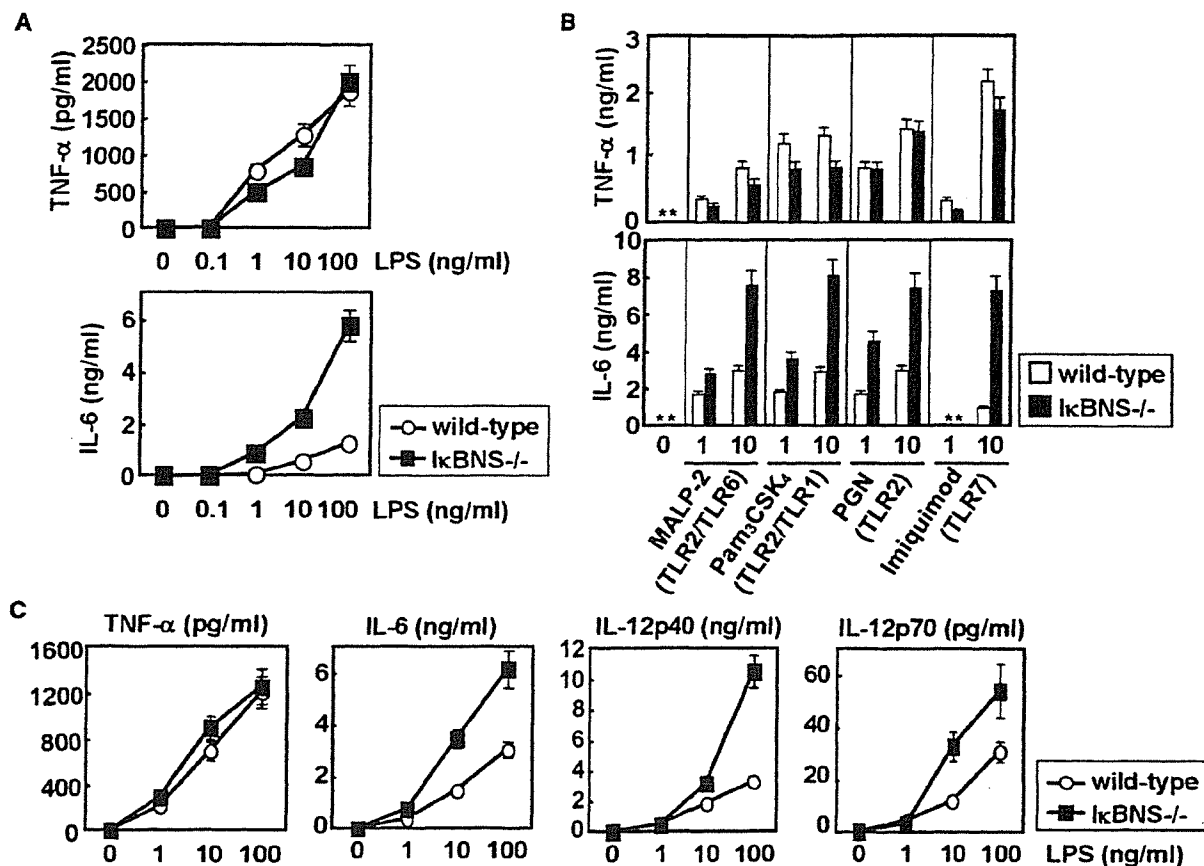 A
TNF-α (pg/ml)
2500
2000
1500
1000
500
0
0 0.1 1 10 100 LPS (ng/ml)
IL-6 (ng/ml)
6
4
2
0
0 0.1 1 10 100 LPS (ng/ml)
wild-type
IκBNS-/-
B
TNF-α (ng/ml)
3
2
1
0
**
IL-6 (ng/ml)
10
8
6
4
2
0
** **
0 1 10 1 10 1 10 1 10
MALP-2
(TLR2/TLR6)
Pam3CSK4
(TLR2/TLR1)
PGN
(TLR2)
Imiquimod
(TLR7)
wild-type
IκBNS-/-
C
TNF-α (pg/ml)
1600
1200
800
400
0
0 1 10 100
IL-6 (ng/ml)
6
4
2
0
0 1 10 100
IL-12p40 (ng/ml)
12
10
8
6
4
2
0
0 1 10 100
IL-12p70 (pg/ml)
60
40
20
0
0 1 10 100 LPS (ng/ml)
wild-type
IκBNS-/-